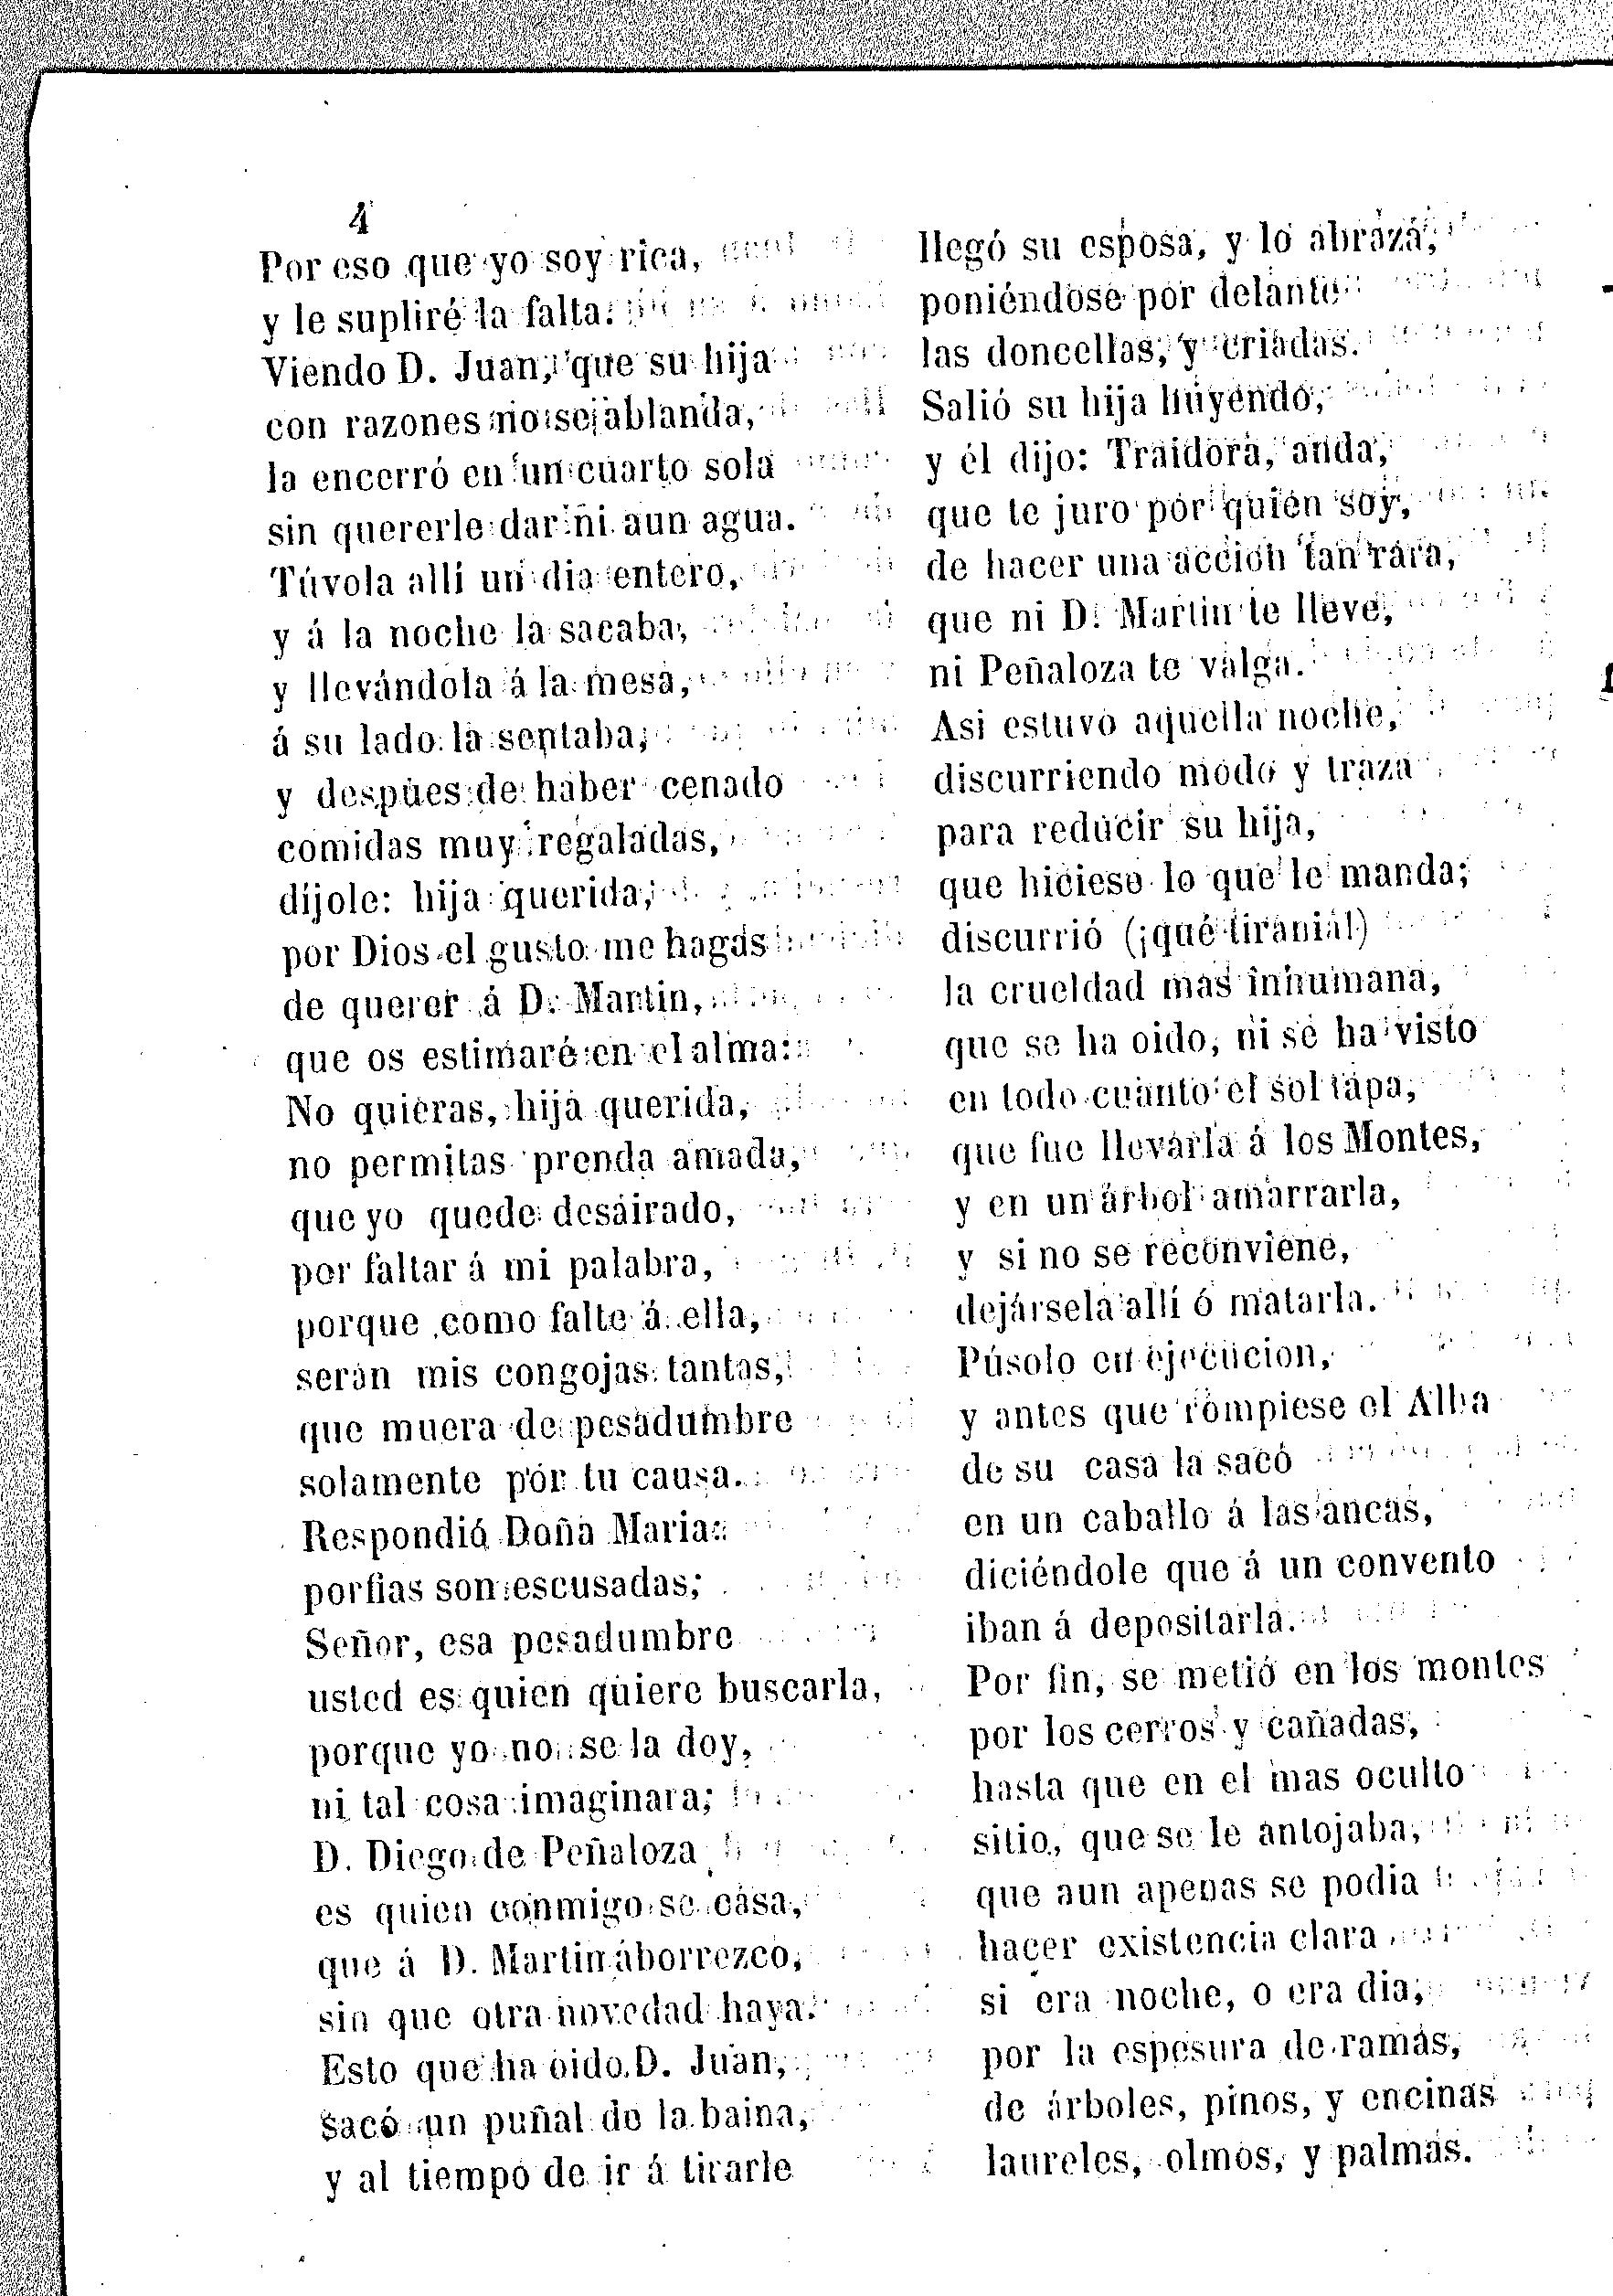 4
Por eso que yo soy rica,
y le supliré la falta.
Viendo D. Juan, que su hija
con razones no se ablanda,
la encerró en un cuarto sola
sin quererle dar ni aun agua.
Túvola alli un dia entero,
y á la noche la sacaba,
y llevándola á la mesa,
á su lado la sentaba,
y despues de haber cenado
comidas muy regaladas,
díjole: hija querida,
por Dios el gusto me hagas
de querer á D. Martin,
que os estimaré en el alma:
No quieras, hija querida,
no permitas prenda amada,
que yo quede desairado,
por faltar á mi palabra,
porque como falte á ella,
seran mis congojas tantas,
que muera de pesadumbre
solamente por tu causa.
Respondió Doña Maria:
porfias son escusadas;
Señor, esa pesadumbre
usted es quien quiere buscarla,
porque yo no se la doy,
ni tal cosa imaginara;
D. Diego de Peñaloza
es quien conmigo se casa,
que á D. Martin aborrezco,
sin que otra novedad haya.
Esto que ha oido D. Juan,
sacó un puñal de la baina,
y al tiempo de ir á tirarle
llegó su esposa, y lo abraza,
poniéndose por delante
las doncellas, y criadas.
Salió su hija huyendo,
y él dijo: Traidora, anda,
que te juro por quien soy,
de hacer una accion tan rara,
que ni D. Martin te lleve,
ni Peñaloza te valga.
Asi estuvo aquella noche,
discurriendo modo y traza
para reducir su hija,
que hiciese lo que le manda;
discurrió (¡qué tirania!)
la crueldad mas inhumana,
que se ha oido, ni se ha visto
en todo cuanto el sol tapa,
que fue llevarla á los Montes,
y en un árbol amarrarla,
y si no se reconviene,
dejársela allí ó matarla.
Púsolo en ejecucion,
y antes que rompiese el Alba
de su casa la sacó
en un caballo á las ancas,
diciéndole que á un convento
iban á depositarla.
Por fin, se metió en los montes
por los cerros y cañadas,
hasta que en el mas oculto
sitio, que se le antojaba,
que aun apenas se podia
hacer existencia clara
si era noche, o era dia,
por la espesura de ramas,
de árboles, pinos, y encinas
laureles, olmos, y palmas.